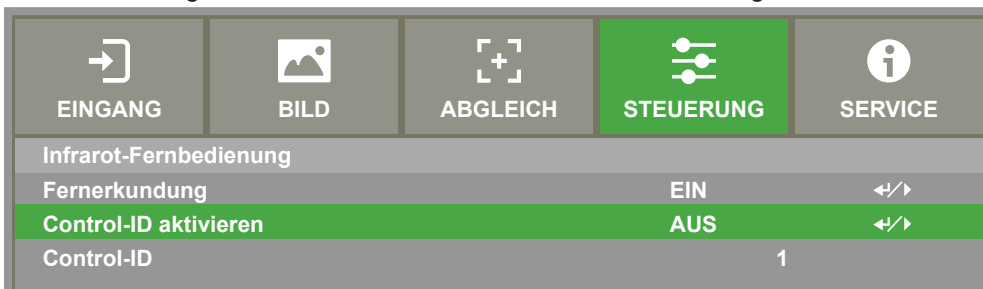 EINGANG BILD ABGLEICH STEUERUNG SERVICE
Infrarot-Fernbedienung
Fernerkundung EIN
Control-ID aktivieren AUS
Control-ID 1